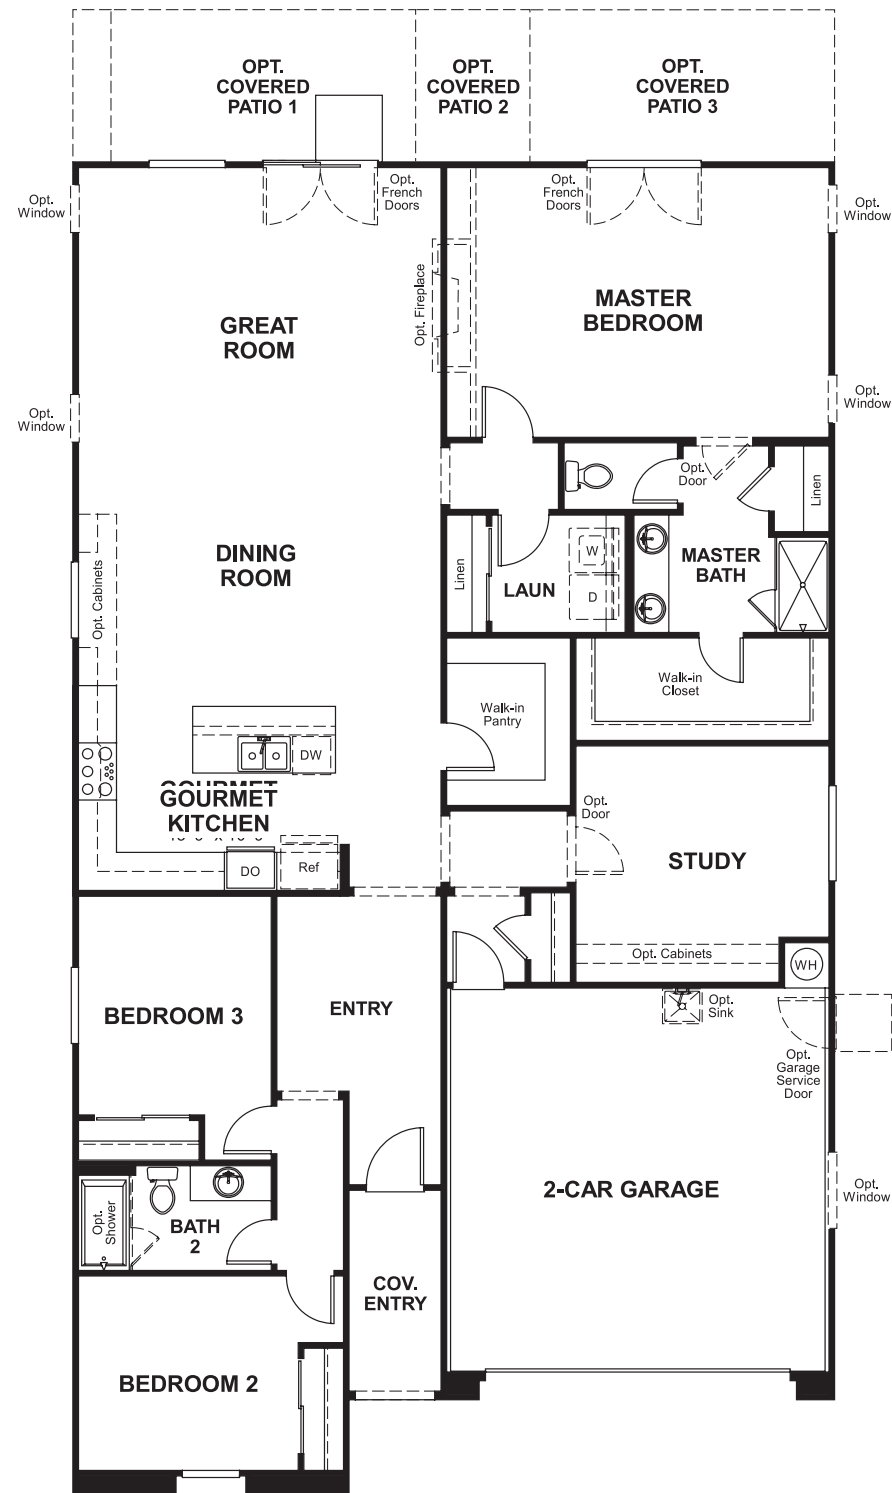 OPT.
COVERED
PATIO 1
OPT.
COVERED
PATIO 2
OPT.
COVERED
PATIO 3
Opt.
Window
Opt.
French
Doors
Opt.
French
Doors
Opt.
Window
Opt. Fireplace
GREAT
ROOM
MASTER
BEDROOM
Opt.
Window
Opt.
Window
Opt.
Door
Linen
DINING
ROOM
Opt. Cabinets
Linen
LAUN
W
D
MASTER
BATH
Walk-in
Closet
Walk-in
Pantry
DW
GOURMET
KITCHEN
DO
Ref
Opt.
Door
STUDY
Opt. Cabinets
WH
BEDROOM 3
ENTRY
Opt.
Sink
Opt.
Garage
Service
Door
2-CAR GARAGE
Opt.
Window
Opt.
Shower
BATH
2
COV.
ENTRY
BEDROOM 2